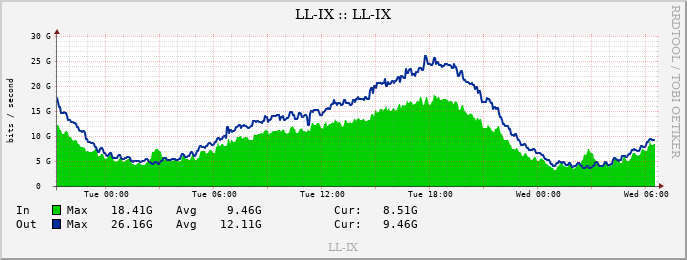 LL-IX :: LL-IX
RRDTOOL / TOBI OETIKER
bits / second
30 G
25 G
20 G
15 G
10 G
5 G
0
Tue 00:00 Tue 06:00 Tue 12:00 Tue 18:00 Wed 00:00 Wed 06:00
In Max 18.41G Avg 9.46G Cur: 8.51G
Out Max 26.16G Avg 12.11G Cur: 9.46G
LL-IX